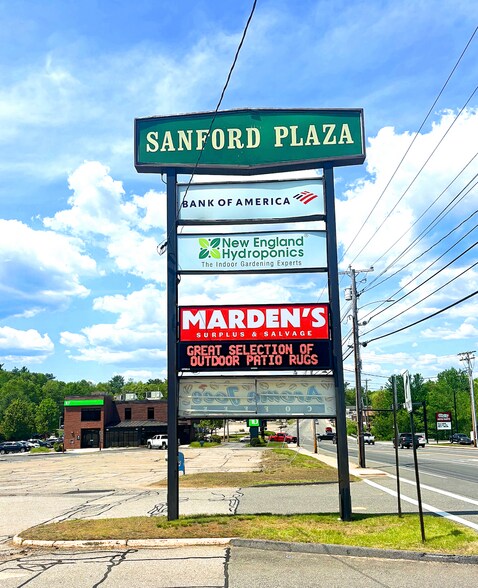 SANFORD PLAZA
BANK OF AMERICA
New England
Hydroponics
The Indoor Gardening Experts
MARDEN'S
SURPLUS & SALVAGE
GREAT SELECTION OF
OUTDOOR PATIO RUGS